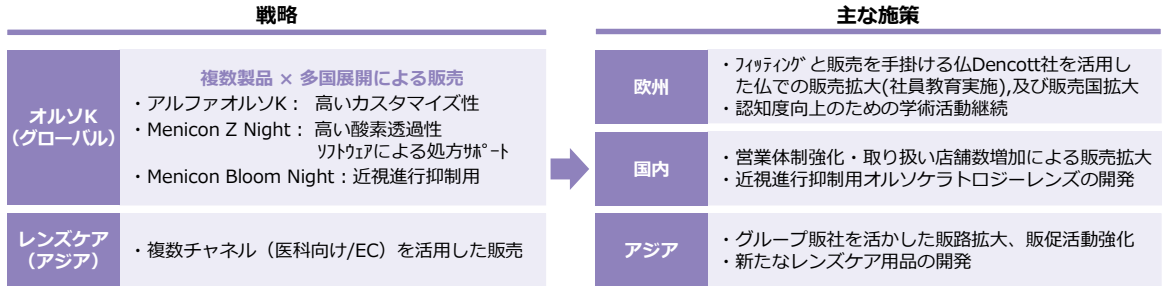 戦略
オルソK
(グローバル)
複数製品 × 多国展開による販売
・アルファオルソK： 高いカスタマイズ性
・Menicon Z Night： 高い酸素透過性
ｿﾌﾄｳｪｱによる処方ｻﾎﾟｰﾄ
・Menicon Bloom Night：近視進行抑制用
レンズケア
(アジア)
・複数チャネル（医科向け/EC）を活用した販売
主な施策
欧州
・ﾌｨｯﾃｨﾝｸﾞと販売を手掛ける仏Dencott社を活用し
た仏での販売拡大(社員教育実施),及び販売国拡大
・認知度向上のための学術活動継続
国内
・営業体制強化・取り扱い店舗数増加による販売拡大
・近視進行抑制用オルソケラトロジーレンズの開発
アジア
・グループ販社を活かした販路拡大、販促活動強化
・新たなレンズケア用品の開発